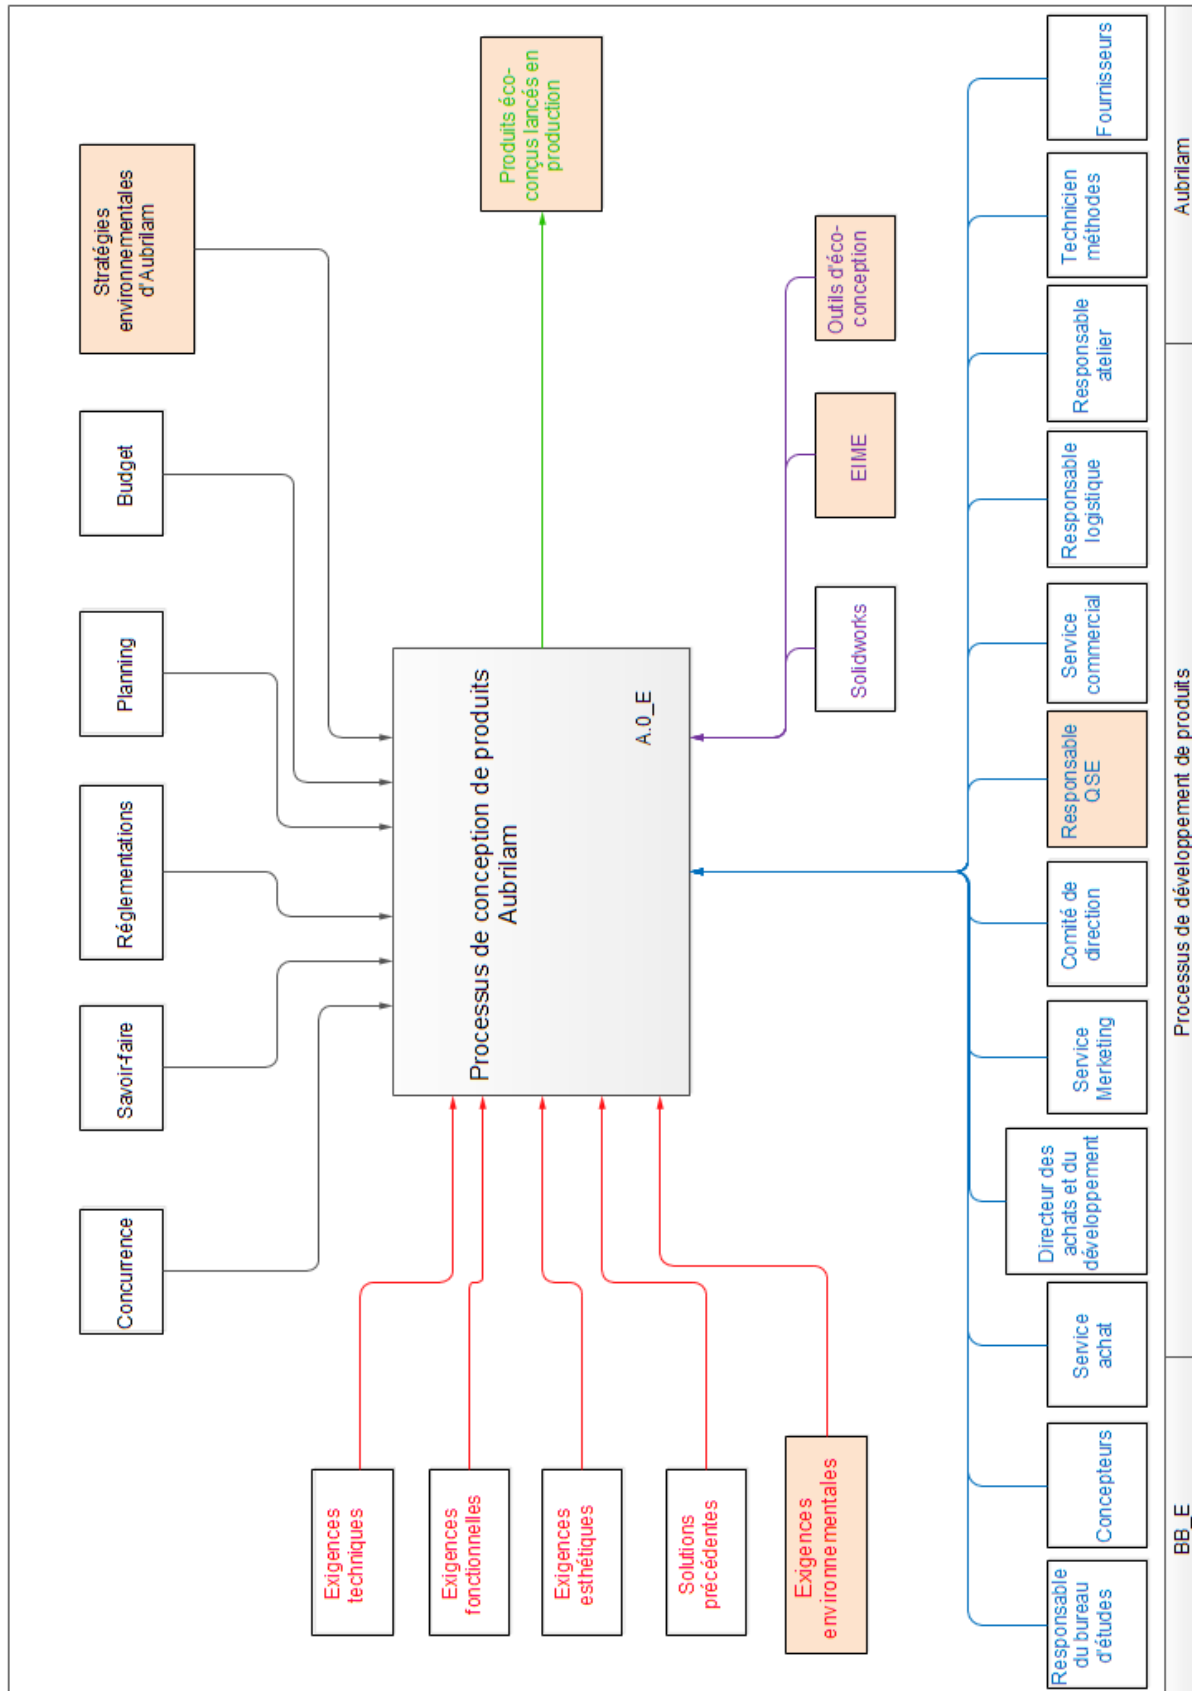 Concurrence
Savoir-faire
Réglementations
Planning
Budget
Stratégies
environnementales
d'Aubrilam
Exigences
techniques
Exigences
fonctionnelles
Exigences
esthétiques
Solutions
précédentes
Exigences
environnementales
Processus de conception de produits
Aubrilam
A.0_E
Produits éco-
conçus lancés en
production
Solidworks
EIME
Outils d'éco-
conception
Responsable
du bureau
d'études
Concepteurs
Service
achat
Directeur des
achats et du
développement
Service
Merketing
Comité de
direction
Responsable
QSE
Service
commercial
Responsable
logistique
Responsable
atelier
Technicien
méthodes
Fournisseurs
BB_E
Processus de développement de produits
Aubrilam